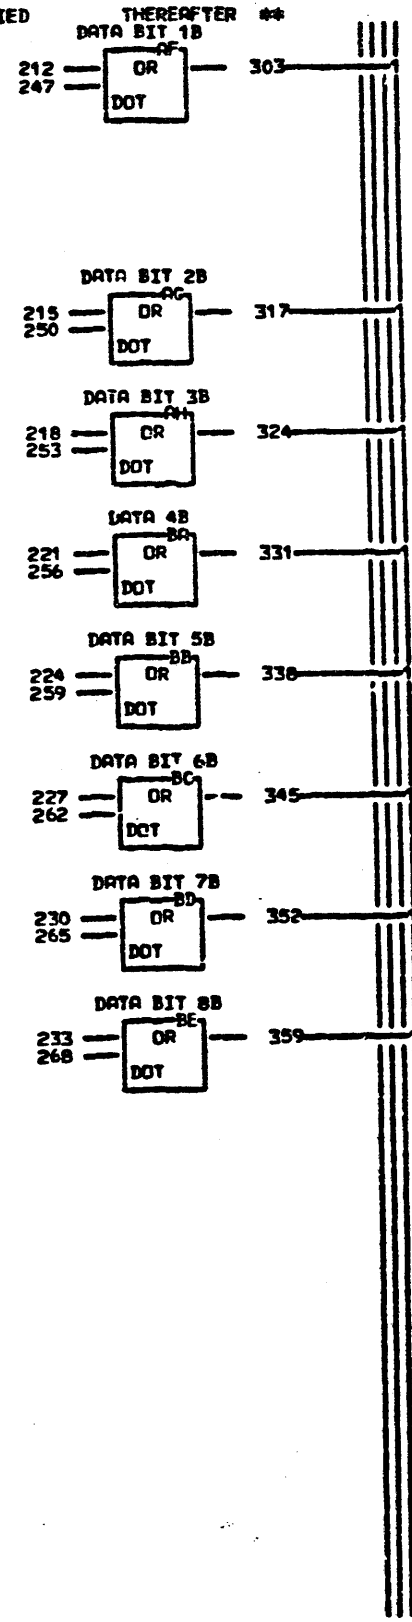 IED THEREAFTER **
DATA BIT 1B
AF
212 OR 303
247
DOT
DATA BIT 2B
AG
215 OR 317
250
DOT
DATA BIT 3B
AH
218 OR 324
253
DOT
DATA 4B
BA
221 OR 331
256
DOT
DATA BIT 5B
BB
224 OR 338
259
DOT
DATA BIT 6B
BC
227 OR 345
262
DOT
DATA BIT 7B
BD
230 OR 352
265
DOT
DATA BIT 8B
BE
233 OR 359
268
DOT